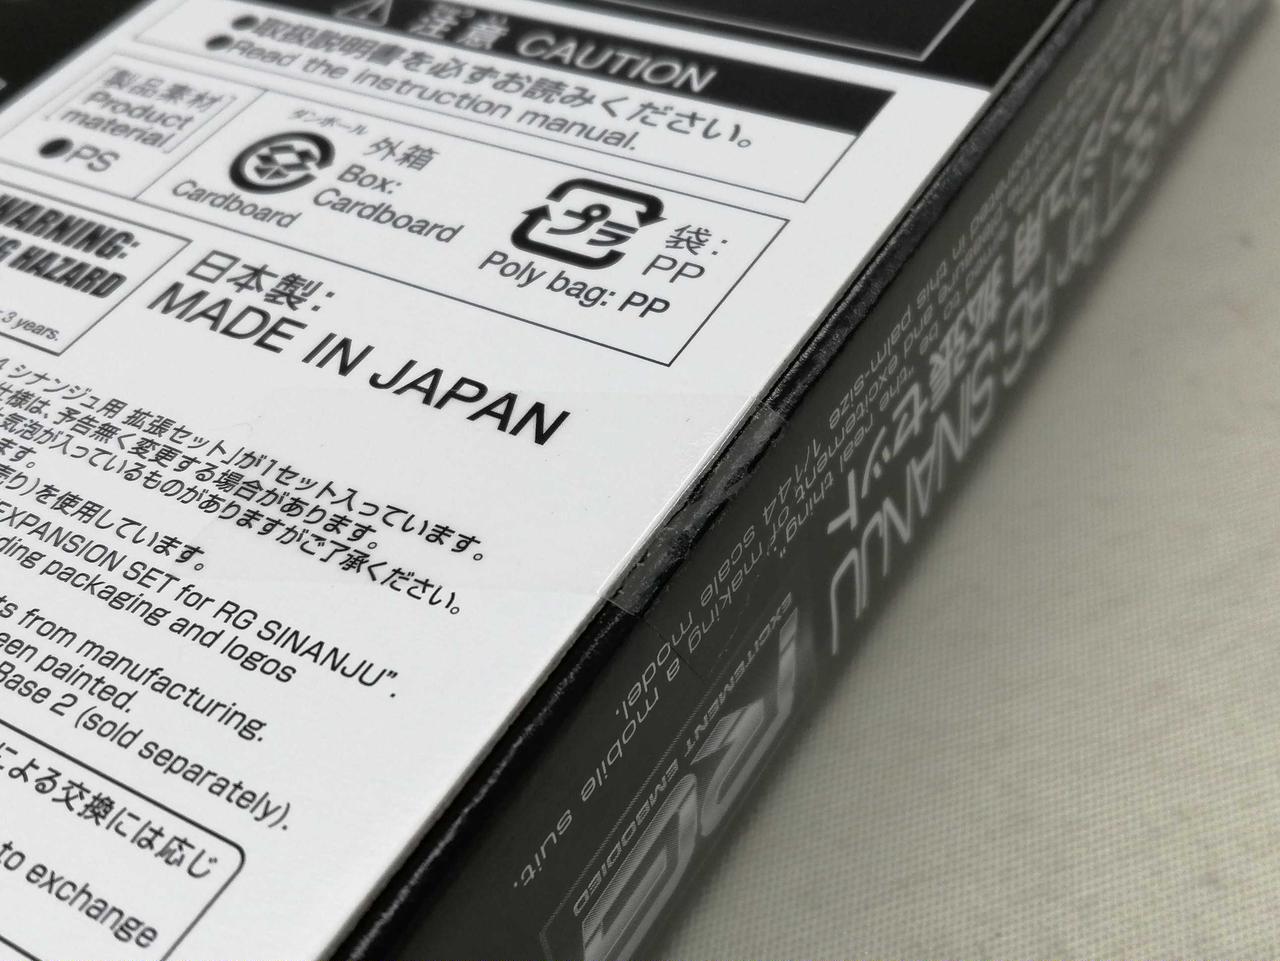 注意 CAUTION
●取扱説明書を必ずお読みください。
●Read the instruction manual.
製品素材
Product
material
●PS
ダンボール
Cardboard
外箱
Box:
Cardboard
プラ
袋:
PP
Poly bag: PP
WARNING:
HAZARD
3 years.
日本製:
MADE IN JAPAN
シナンジュ用 拡張セット」が1セット入っています。
仕様は、予告無く変更する場合があります。
気泡が入っているものがありますがご了承ください。
ます。
売り)を使用しています。
EXPANSION SET for RG SINANJU".
packaging and logos
from manufacturing.
been painted.
Base 2 (sold separately).
による交換には応じ
to exchange
RG SINANJU
拡張セット
"the real thing"
and excitement of making a mobile suit.
in this palm-size 1/144 scale model.
EXCITEMENT EMBODIED
RG